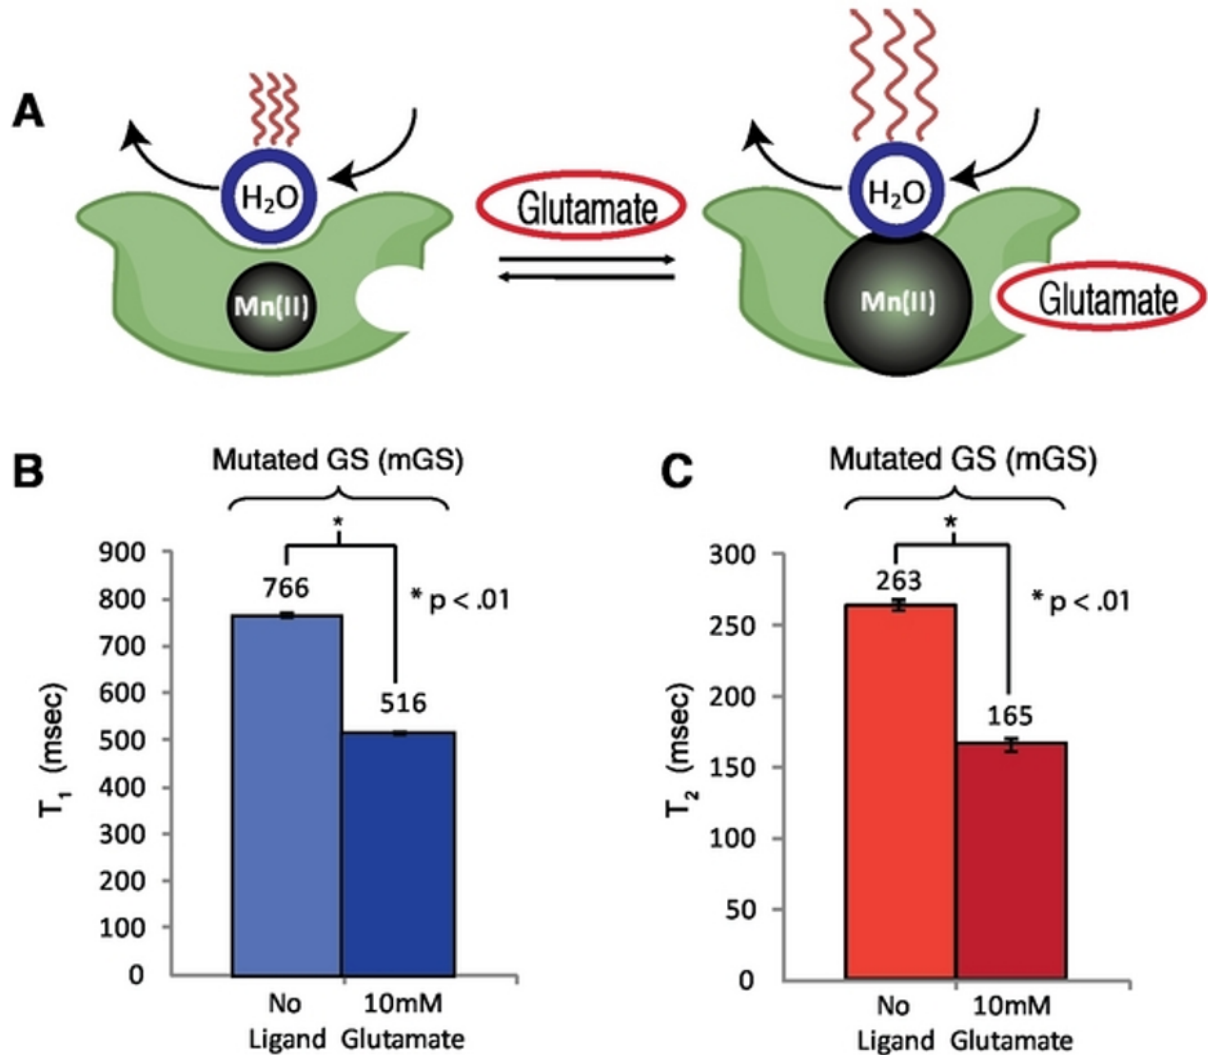 A
H₂O
Mn(II)
Glutamate
H₂O
Mn(II)
Glutamate
B
Mutated GS (mGS)
*
* p < .01
900
800
700
600
500
400
300
200
100
0
T₁ (msec)
766
516
No
Ligand
10mM
Glutamate
C
Mutated GS (mGS)
*
* p < .01
300
250
200
150
100
50
0
T₂ (msec)
263
165
No
Ligand
10mM
Glutamate